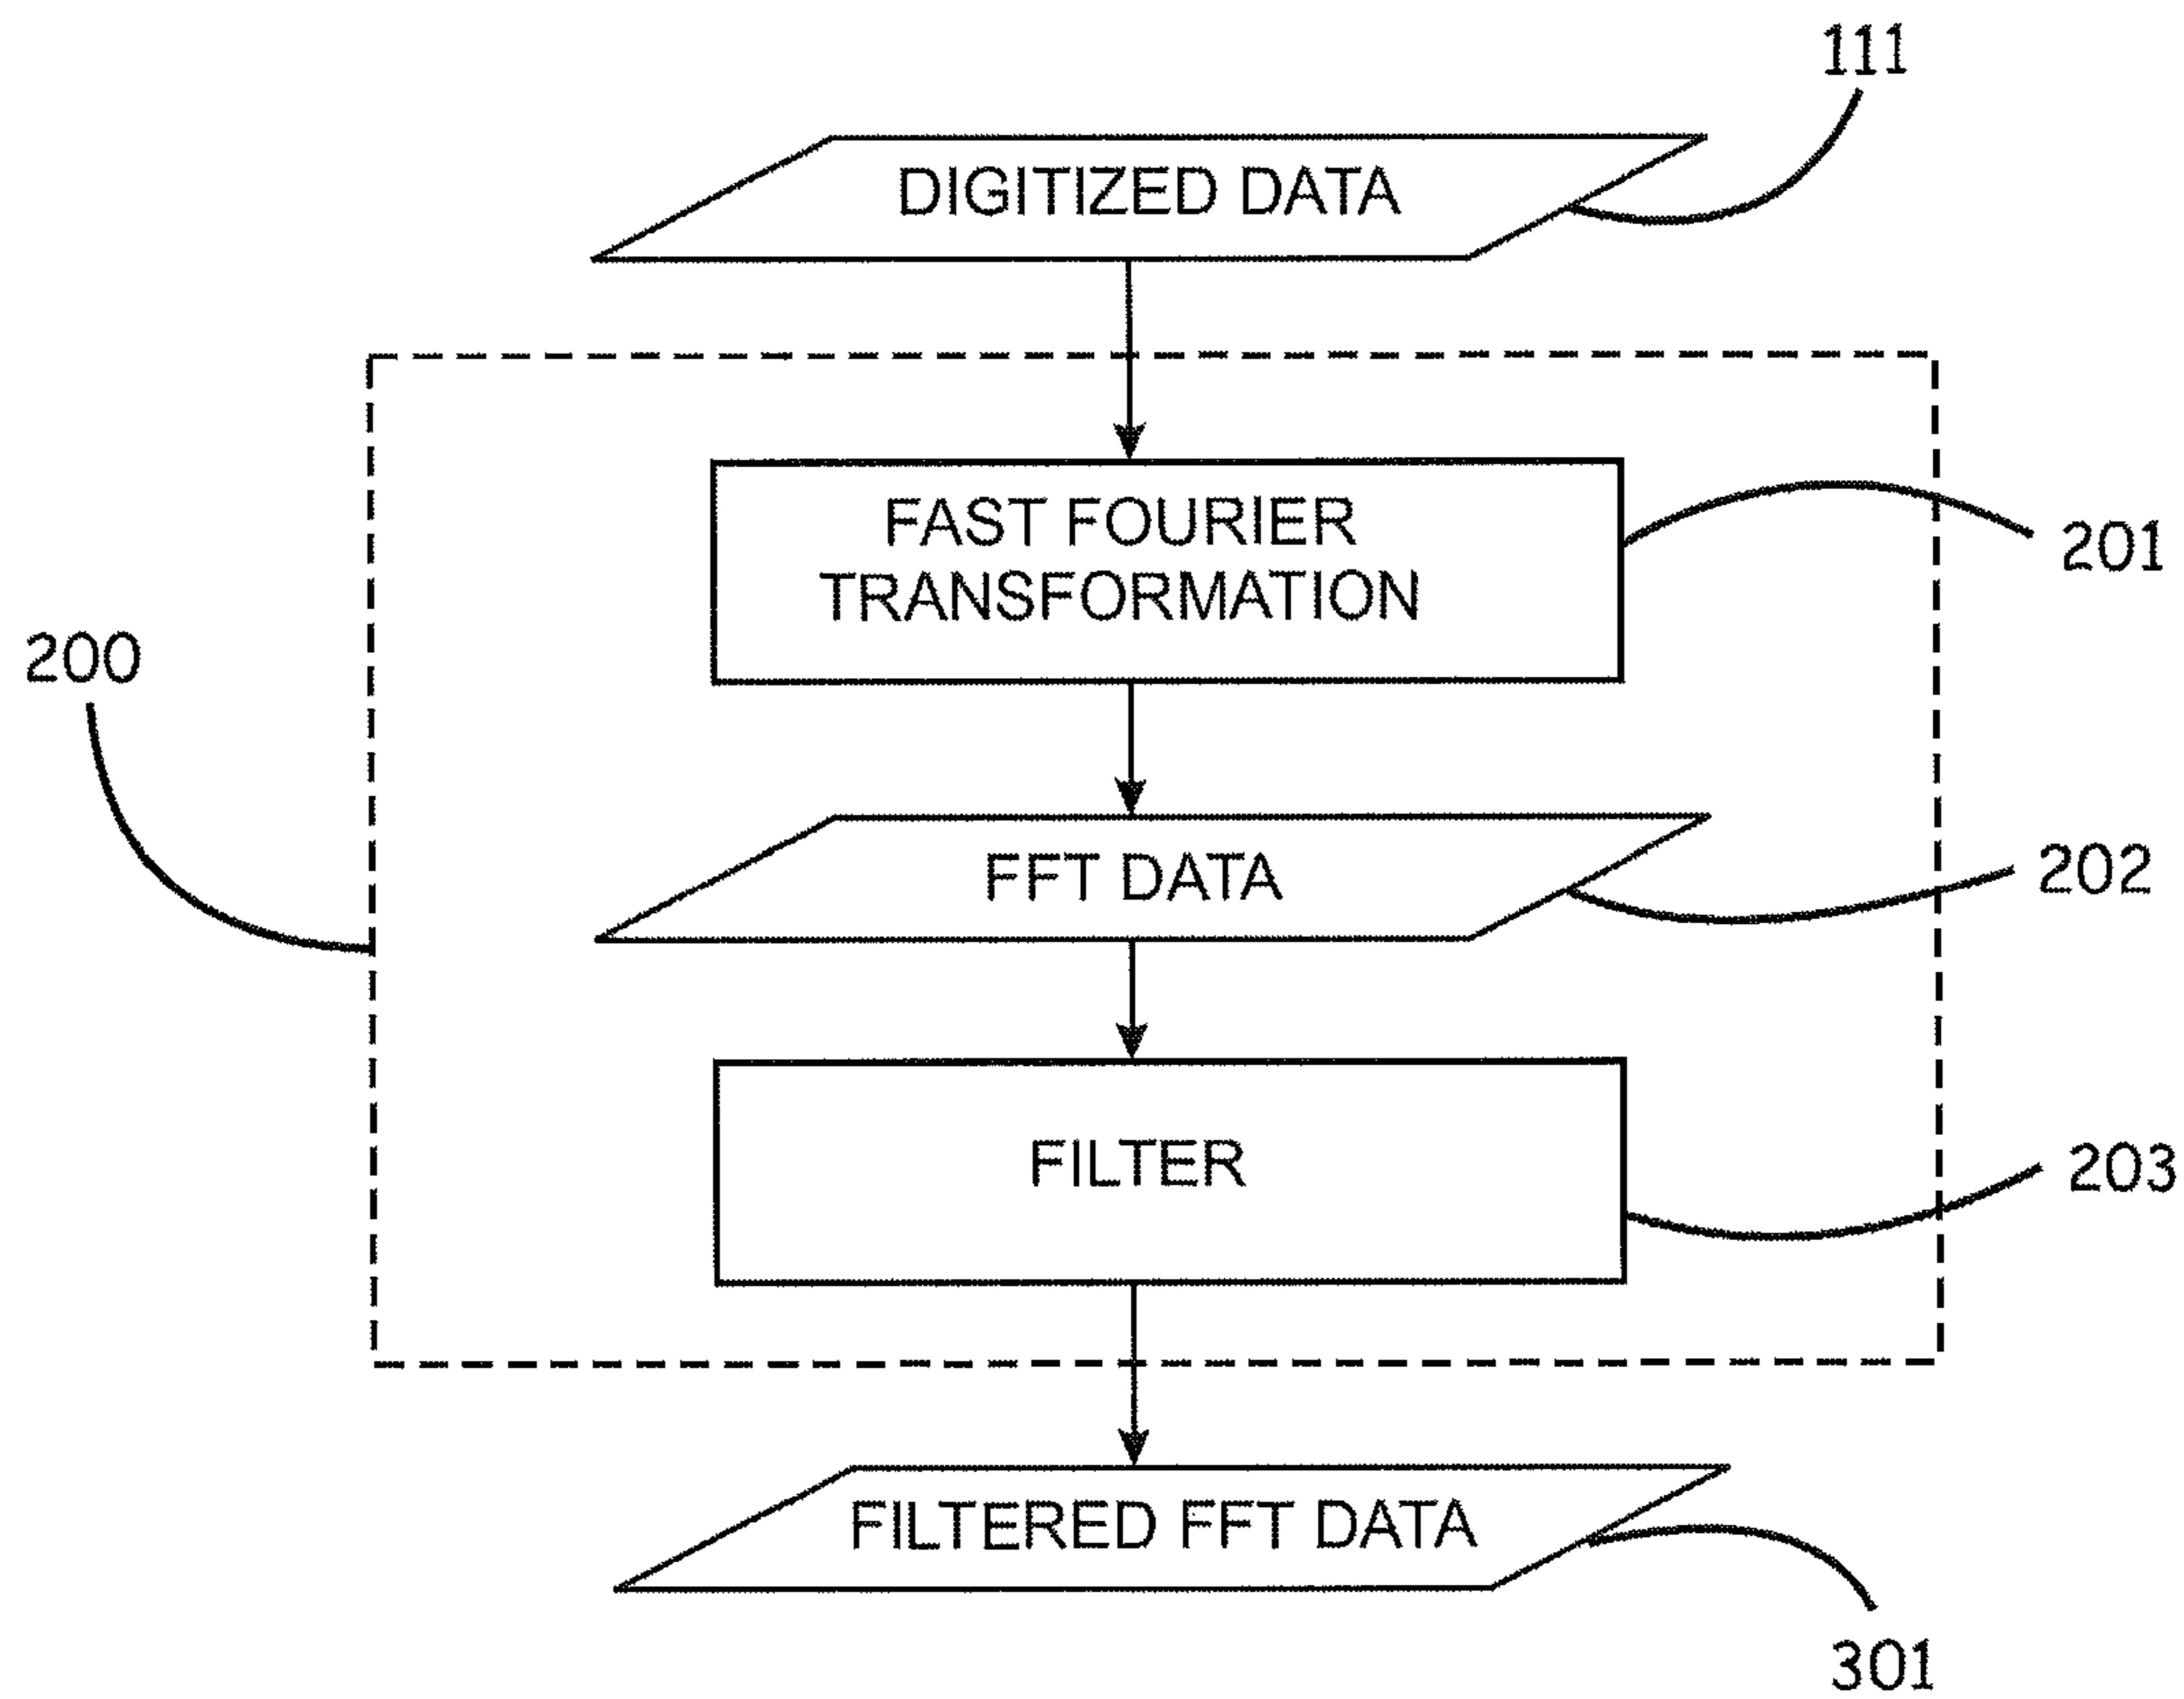 111
DIGITIZED DATA
FAST FOURIER
TRANSFORMATION
201
200
FFT DATA
202
FILTER
203
FILTERED FFT DATA
301